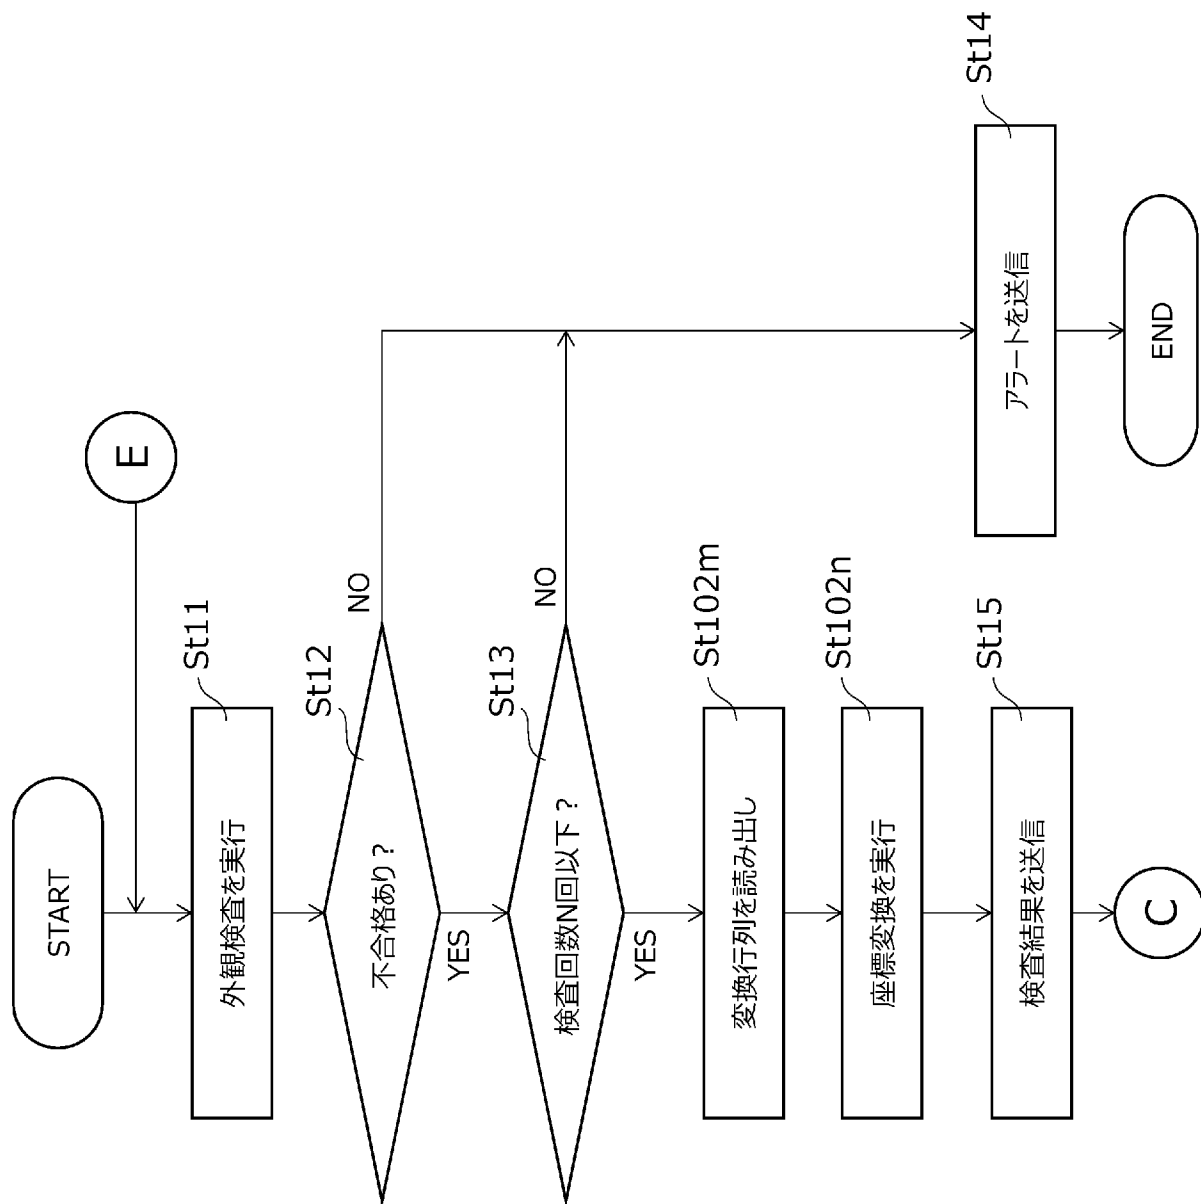 START
E
St11
外観検査を実行
St12
不合格あり?
NO
YES
St13
検査回数N回以下?
NO
YES
St102m
変換行列を読み出し
St102n
座標変換を実行
St15
検査結果を送信
C
St14
アラートを送信
END